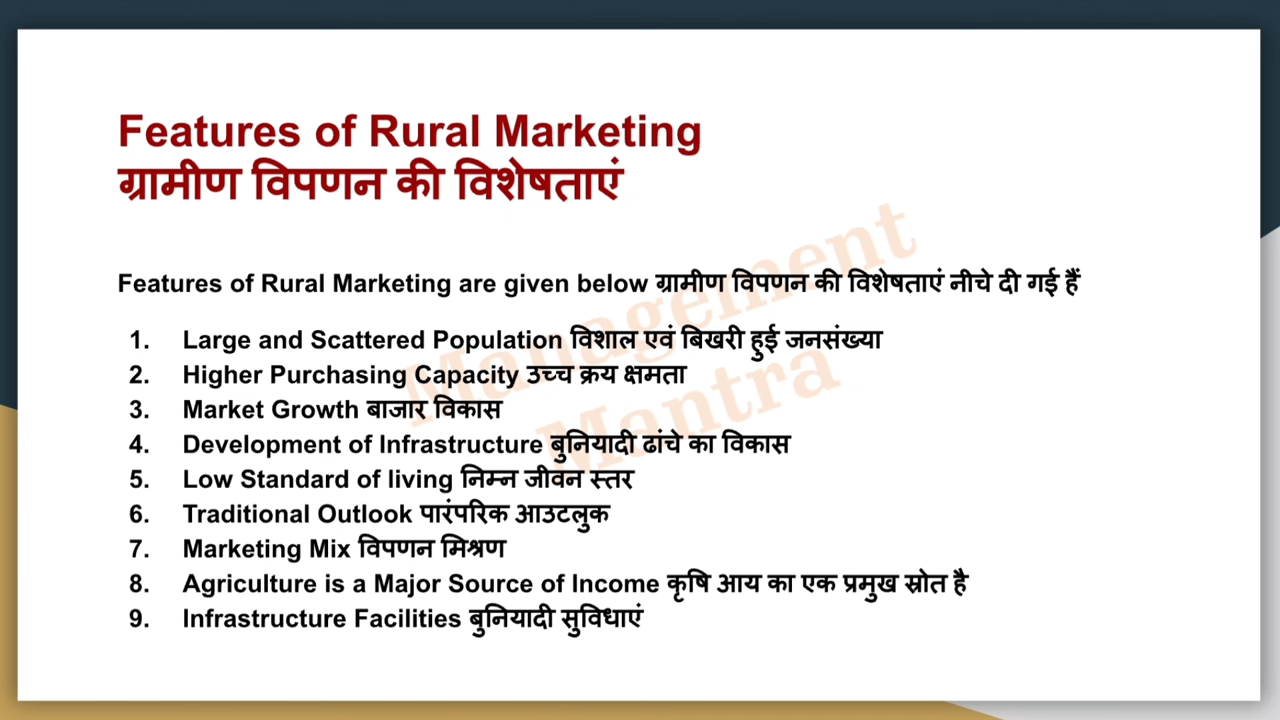 Features of Rural Marketing
ग्रामीण विपणन की विशेषताएं
Features of Rural Marketing are given below ग्रामीण विपणन की विशेषताएं नीचे दी गई हैं
1. Large and Scattered Population विशाल एवं बिखरी हुई जनसंख्या
2. Higher Purchasing Capacity उच्च क्रय क्षमता
3. Market Growth बाजार विकास
4. Development of Infrastructure बुनियादी ढांचे का विकास
5. Low Standard of living निम्न जीवन स्तर
6. Traditional Outlook पारंपरिक आउटलुक
7. Marketing Mix विपणन मिश्रण
8. Agriculture is a Major Source of Income कृषि आय का एक प्रमुख स्रोत है
9. Infrastructure Facilities बुनियादी सुविधाएं
Management
Mantra